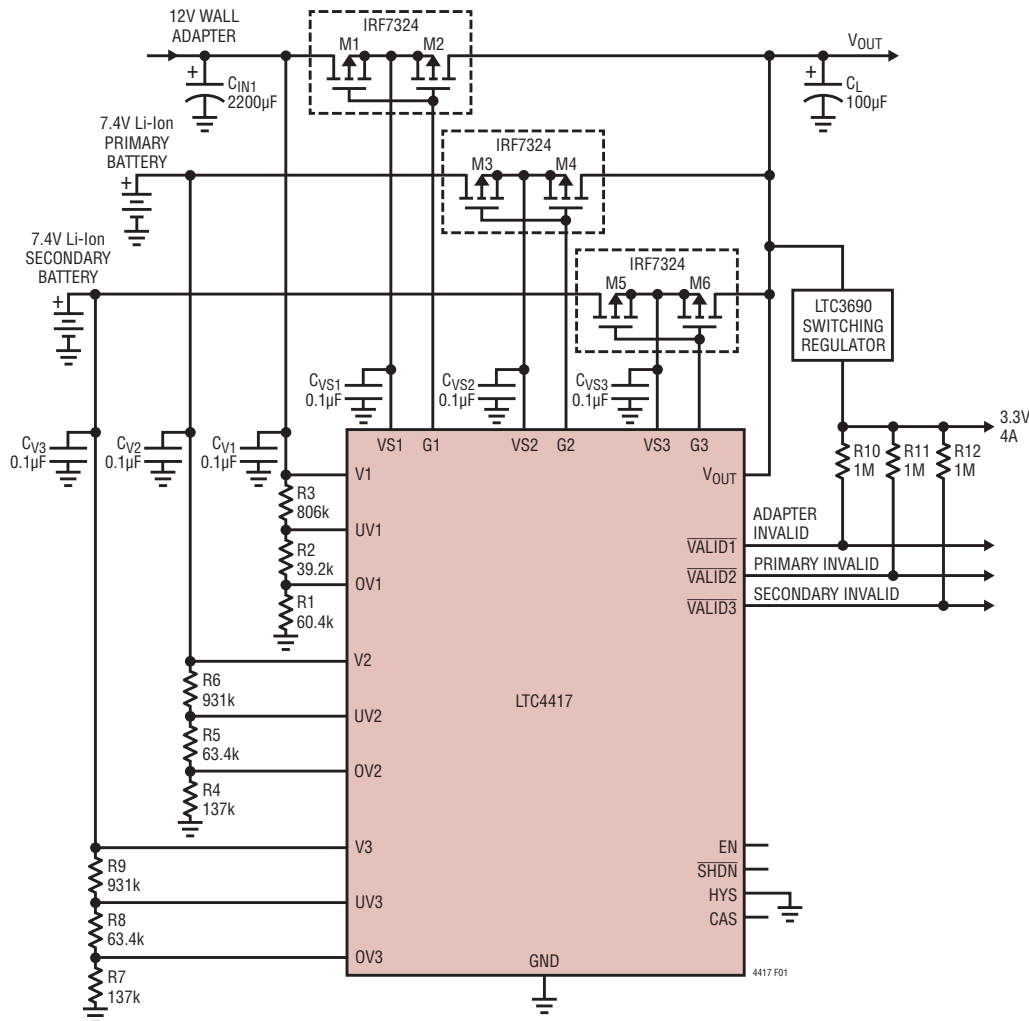 12V WALL
ADAPTER
IRF7324
M1
M2
VOUT
+
CIN1
2200µF
+
CL
100µF
7.4V Li-Ion
PRIMARY
BATTERY
+
IRF7324
M3
M4
7.4V Li-Ion
SECONDARY
BATTERY
+
IRF7324
M5
M6
LTC3690
SWITCHING
REGULATOR
CVS1
0.1µF
CVS2
0.1µF
CVS3
0.1µF
CV3
0.1µF
CV2
0.1µF
CV1
0.1µF
3.3V
4A
R10
1M
R11
1M
R12
1M
VS1
G1
VS2
G2
VS3
G3
V1
VOUT
R3
806k
UV1
ADAPTER
INVALID
R2
39.2k
VALID1
OV1
PRIMARY INVALID
VALID2
R1
60.4k
SECONDARY INVALID
VALID3
V2
R6
931k
LTC4417
UV2
R5
63.4k
OV2
R4
137k
V3
EN
R9
931k
SHDN
UV3
HYS
R8
63.4k
CAS
OV3
GND
R7
137k
4417 F01